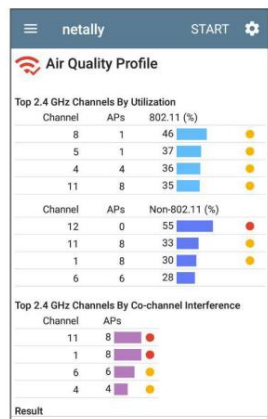 netally START
Air Quality Profile
Top 2.4 GHz Channels By Utilization
Channel APs 802.11 (%)
8 1 46
5 1 37
4 4 36
11 8 35
Channel APs Non-802.11 (%)
12 0 55
11 8 33
1 8 30
6 6 28
Top 2.4 GHz Channels By Co-channel Interference
Channel APs
11 8
1 8
6 6
4 4
Result